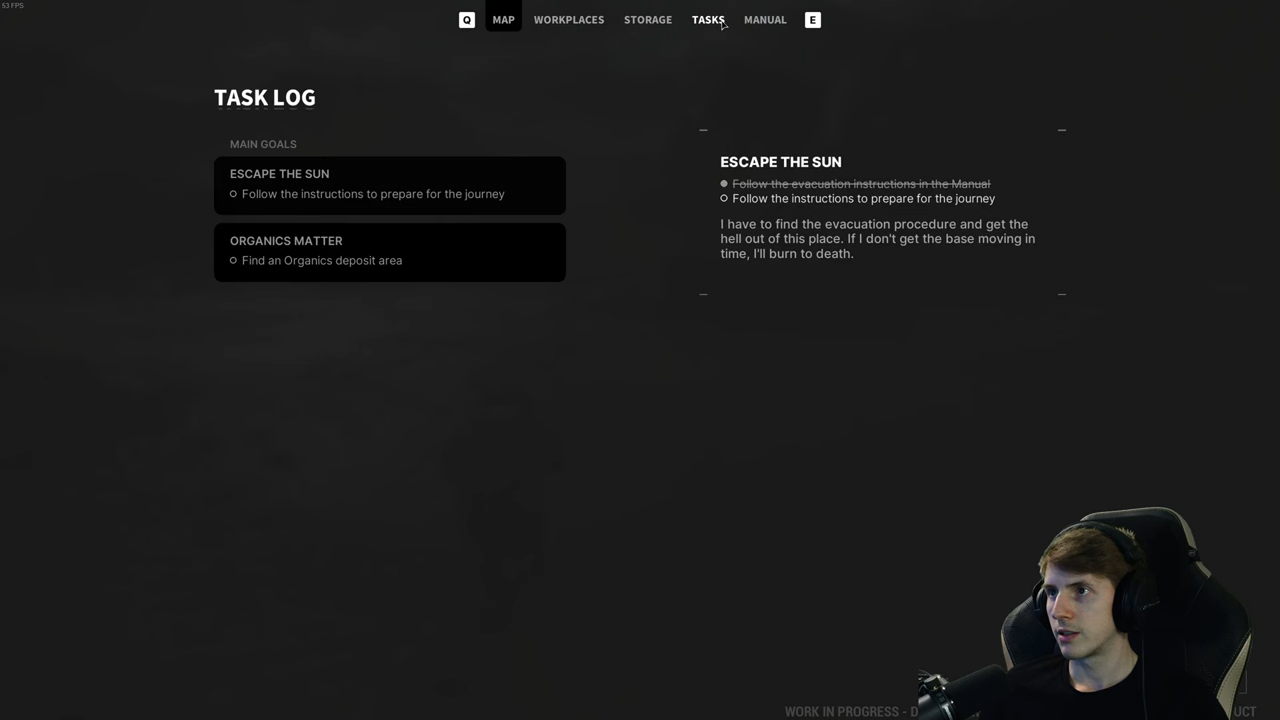 53 FPS
Q MAP WORKPLACES STORAGE TASKS MANUAL E
TASK LOG
MAIN GOALS
ESCAPE THE SUN
Follow the instructions to prepare for the journey
ORGANICS MATTER
Find an Organics deposit area
ESCAPE THE SUN
Follow the evacuation instructions in the Manual
Follow the instructions to prepare for the journey
I have to find the evacuation procedure and get the
hell out of this place. If I don't get the base moving in
time, I'll burn to death.
WORK IN PROGRESS -